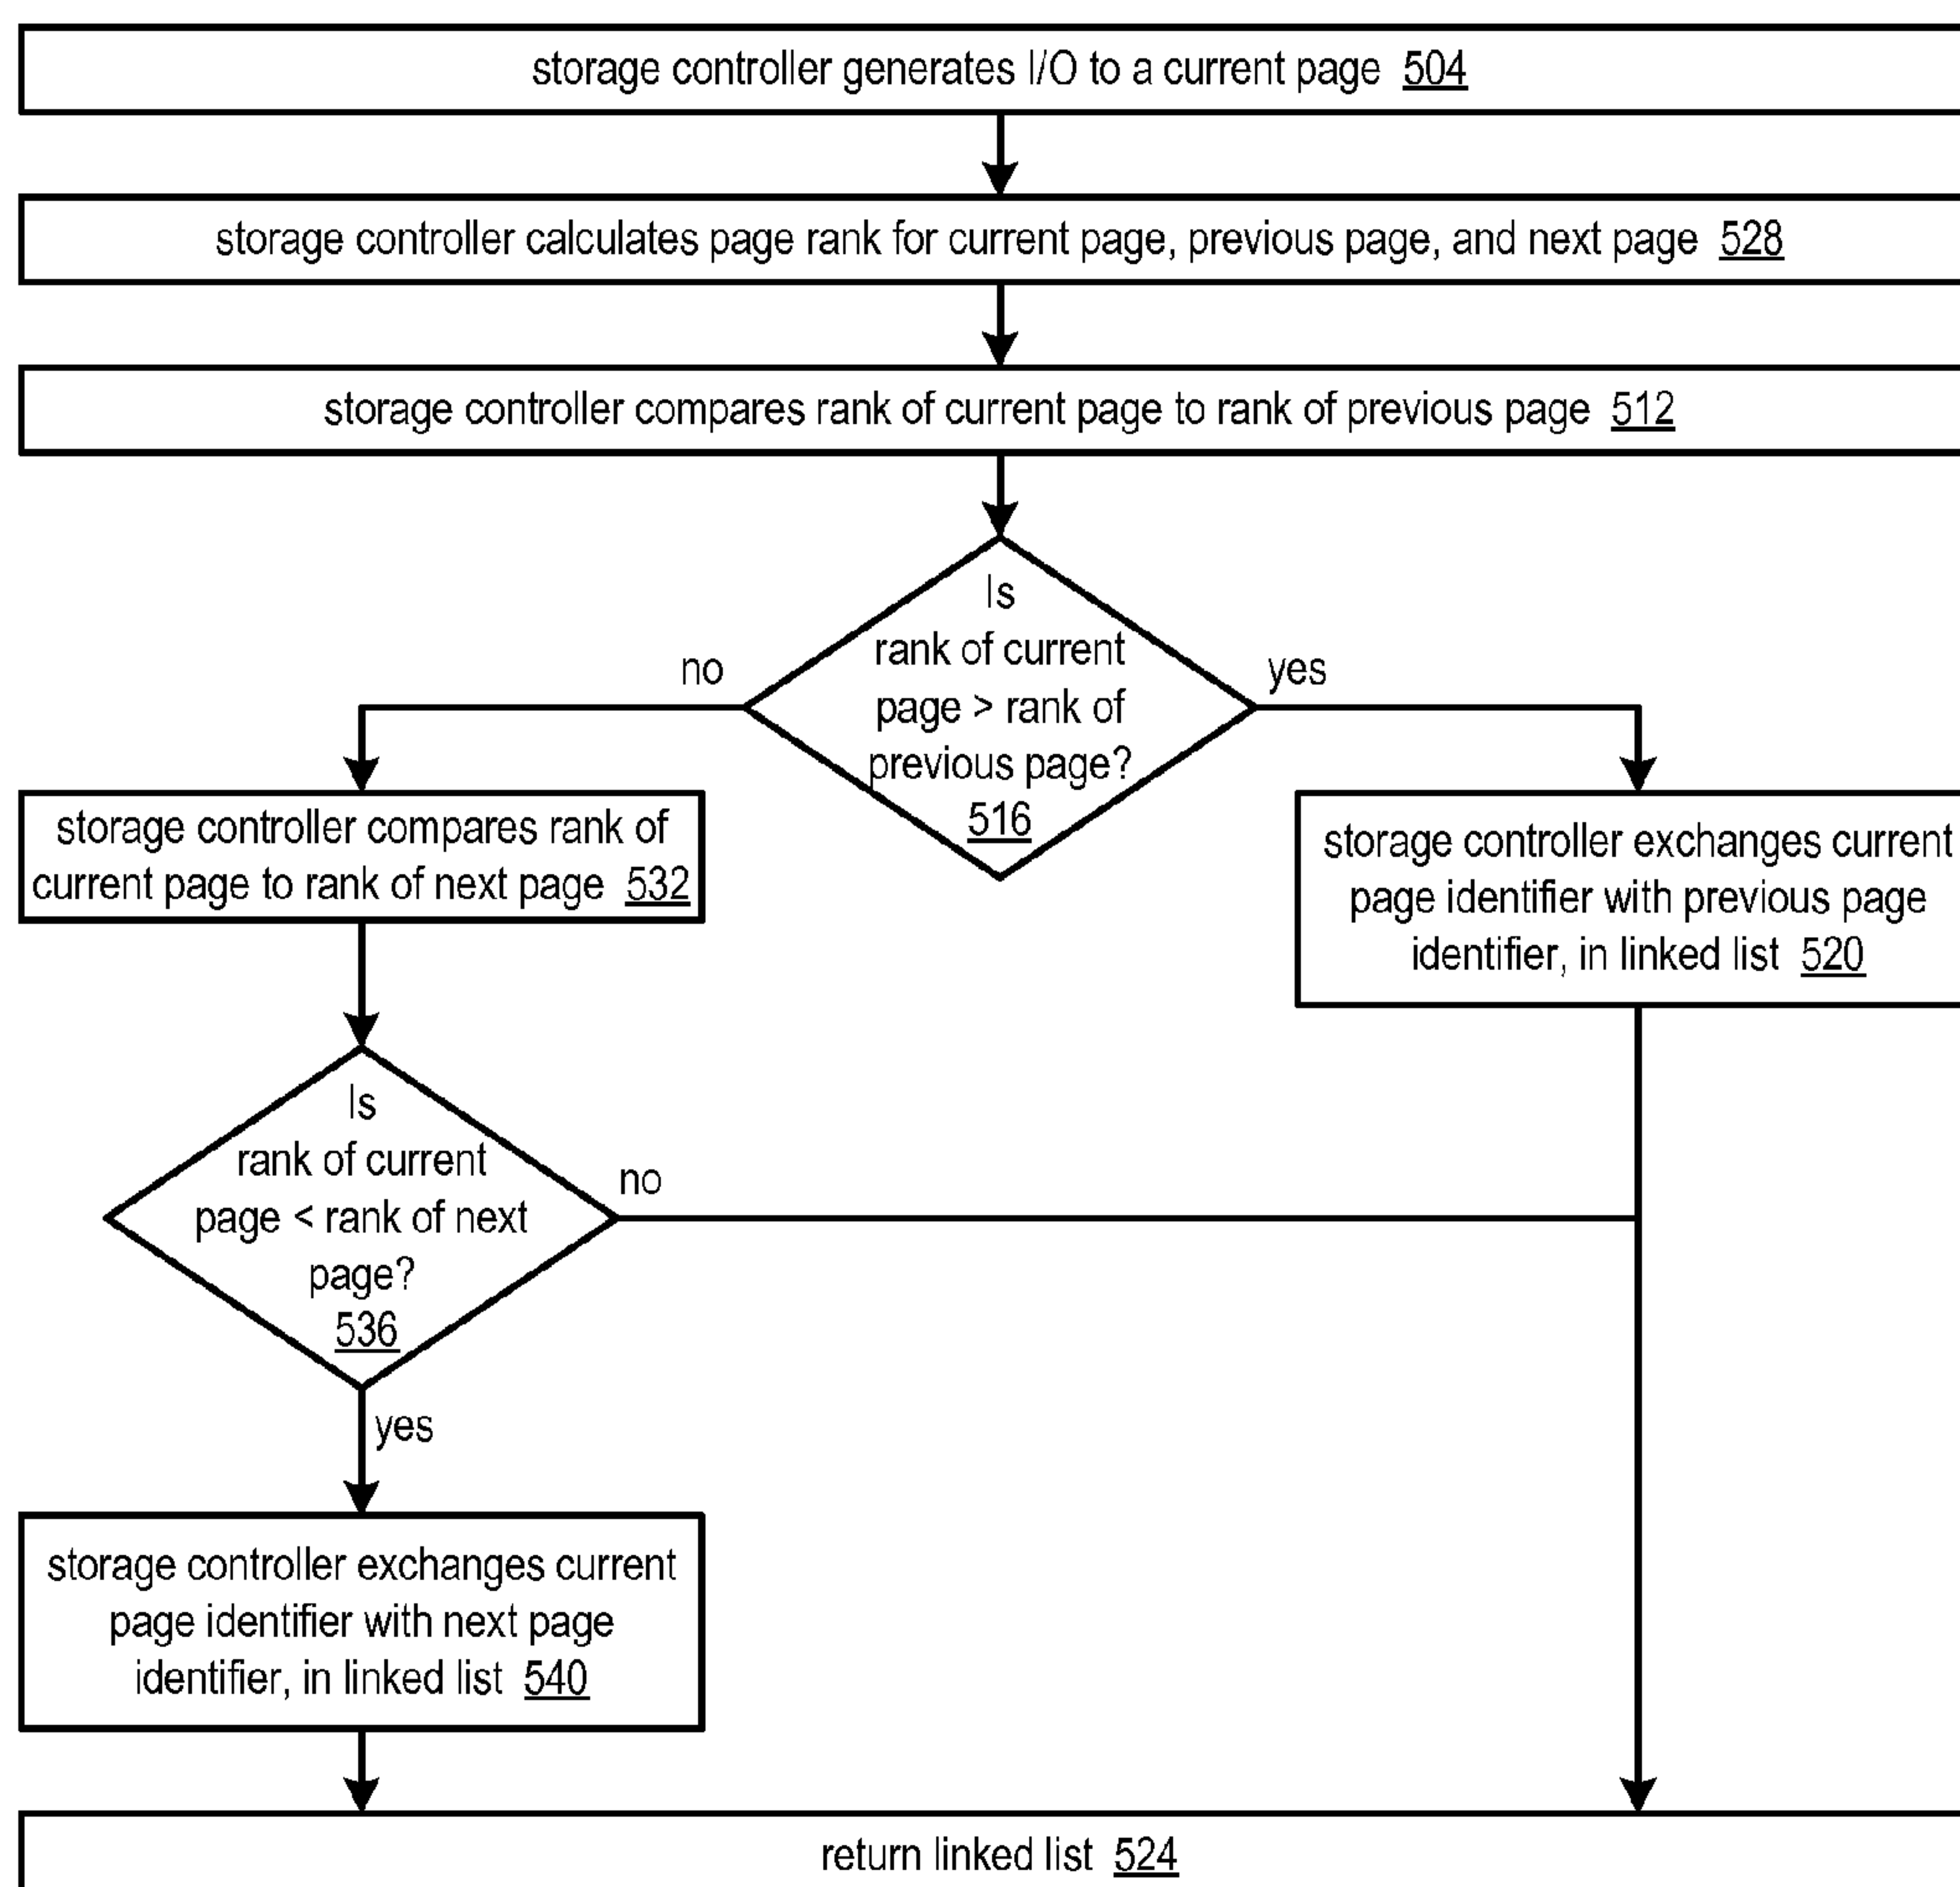 storage controller generates I/O to a current page 504
storage controller calculates page rank for current page, previous page, and next page 528
storage controller compares rank of current page to rank of previous page 512
Is
rank of current
page > rank of
previous page?
516
no
yes
storage controller compares rank of
current page to rank of next page 532
storage controller exchanges current
page identifier with previous page
identifier, in linked list 520
Is
rank of current
page < rank of next
page?
536
no
yes
storage controller exchanges current
page identifier with next page
identifier, in linked list 540
return linked list 524